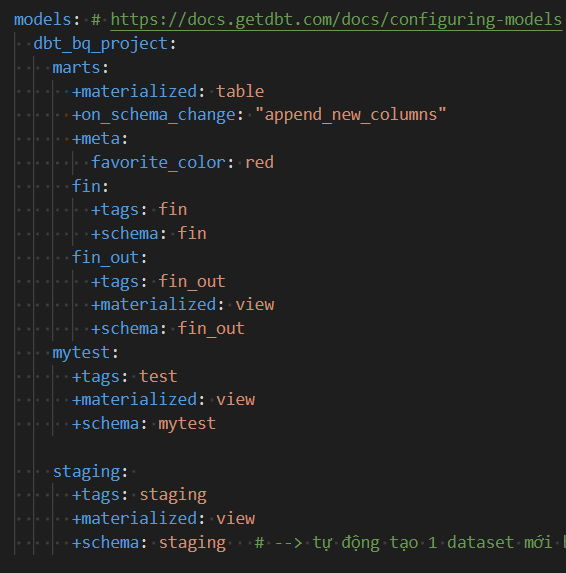 models: # https://docs.getdbt.com/docs/configuring-models
  dbt_bq_project:
    marts:
      +materialized: table
      +on_schema_change: "append_new_columns"
      +meta:
        favorite_color: red
      fin:
        +tags: fin
        +schema: fin
      fin_out:
        +tags: fin_out
        +materialized: view
        +schema: fin_out
    mytest:
      +tags: test
      +materialized: view
      +schema: mytest

    staging:
      +tags: staging
      +materialized: view
      +schema: staging   # --> tự động tạo 1 dataset mới